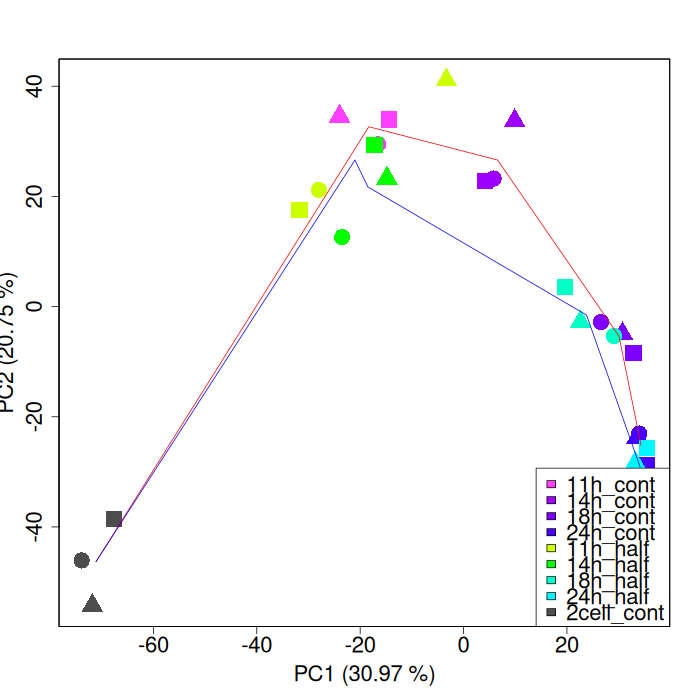 40
20
0
-20
-40
PC2 (20.75 %)
-60
-40
-20
0
20
PC1 (30.97 %)
11h_cont
14h_cont
18h_cont
24h_cont
11h_half
14h_half
18h_half
24h_half
2cell_cont